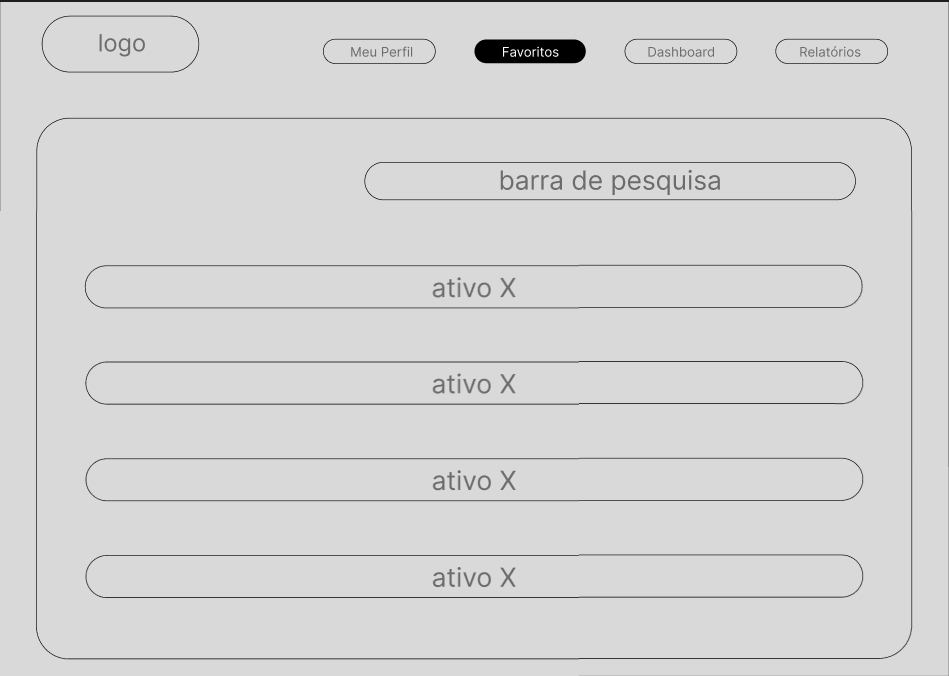 logo
Meu Perfil
Favoritos
Dashboard
Relatórios
barra de pesquisa
ativo X
ativo X
ativo X
ativo X